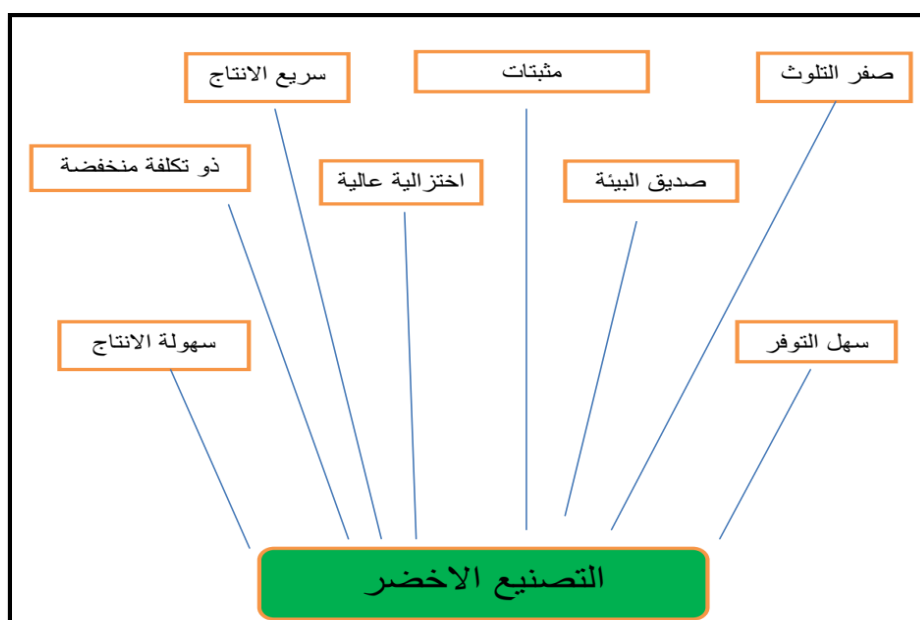 صفر التلوث
مثبتات
سريع الانتاج
صديق البيئة
اختزالية عالية
ذو تكلفة منخفضة
سهل التوفر
سهولة الانتاج
التصنيع الاخضر